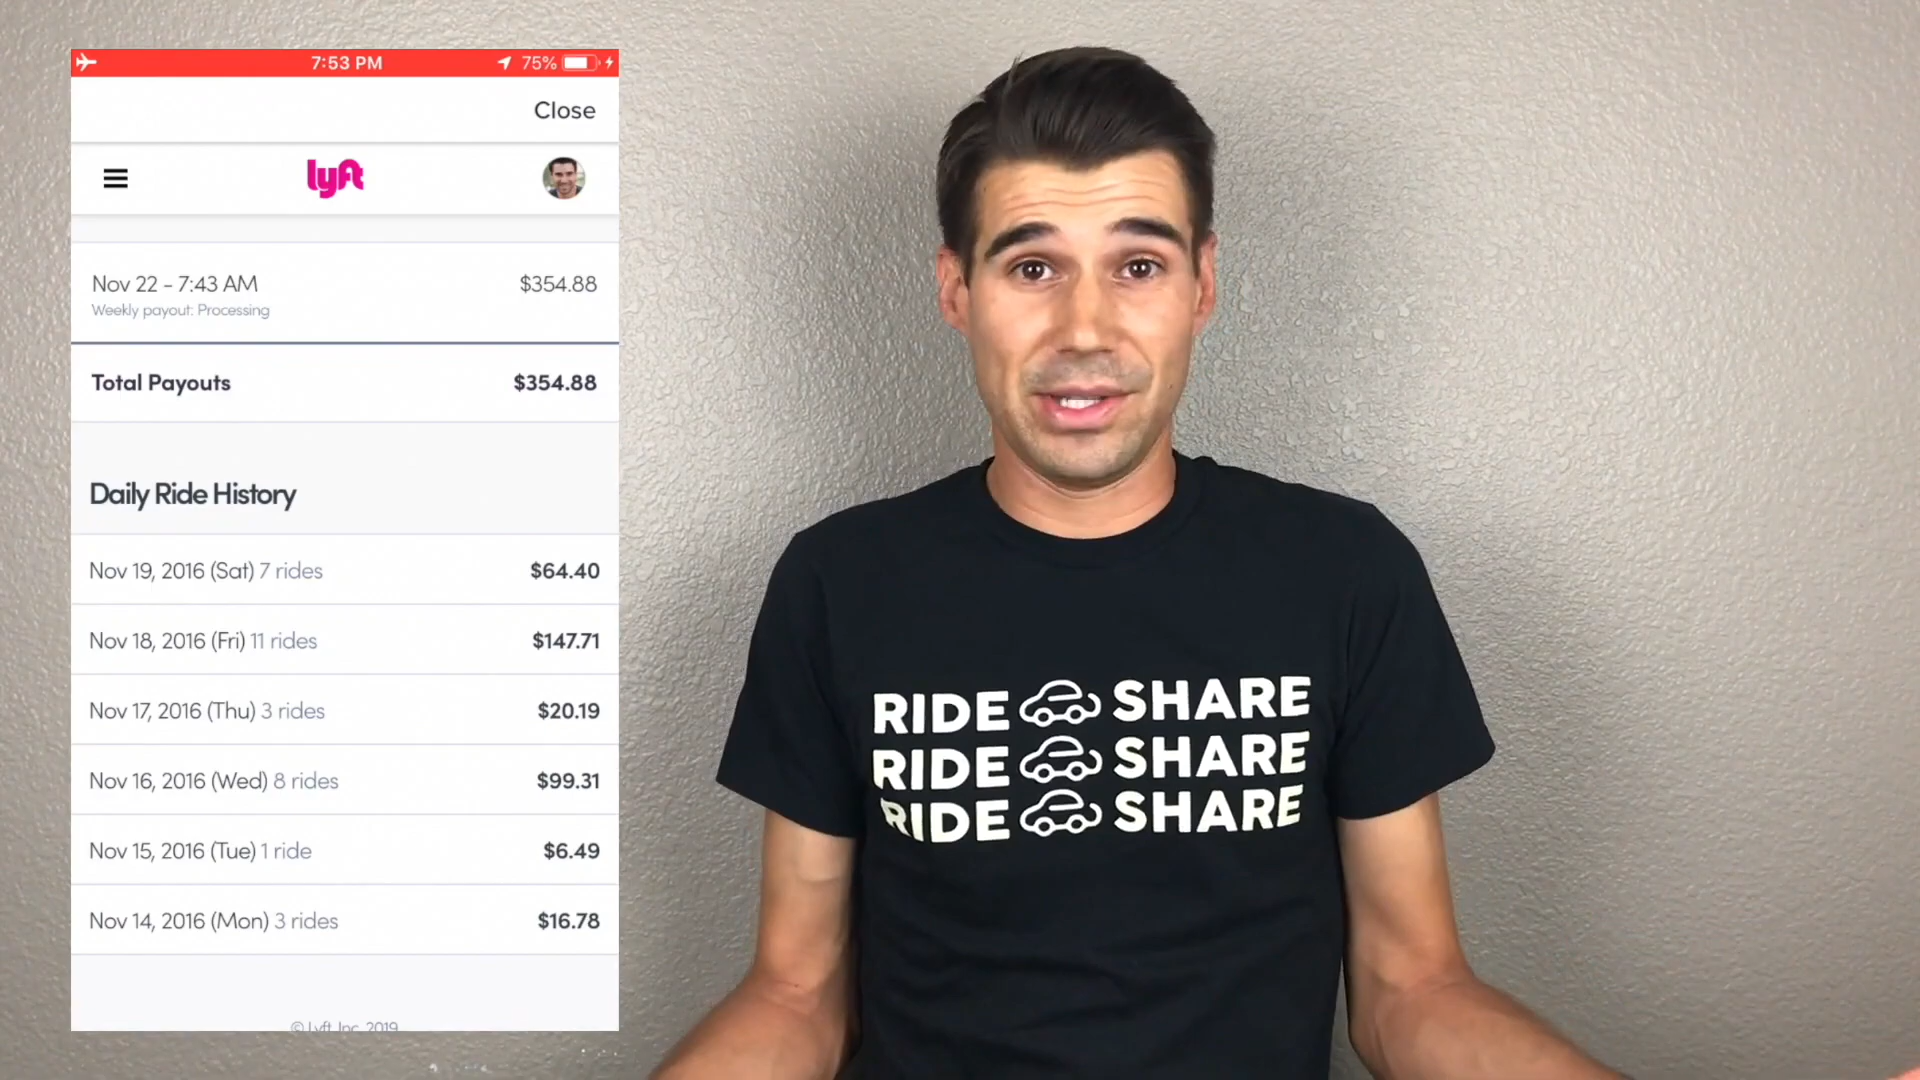 7:53 PM 75%
Close
lyft
Nov 22 - 7:43 AM $354.88
Weekly payout: Processing
Total Payouts $354.88
Daily Ride History
Nov 19, 2016 (Sat) 7 rides $64.40
Nov 18, 2016 (Fri) 11 rides $147.71
Nov 17, 2016 (Thu) 3 rides $20.19
Nov 16, 2016 (Wed) 8 rides $99.31
Nov 15, 2016 (Tue) 1 ride $6.49
Nov 14, 2016 (Mon) 3 rides $16.78
© Lyft Inc. 2019
RIDE SHARE
RIDE SHARE
RIDE SHARE